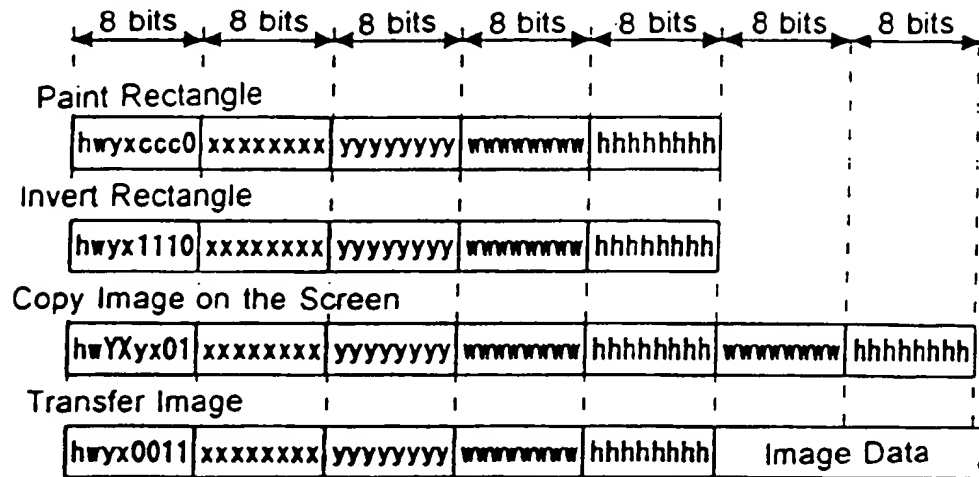 8 bits 8 bits 8 bits 8 bits 8 bits 8 bits 8 bits
Paint Rectangle
hwyxccc0 xxxxxxxx yyyyyyyy wwwwwwww hhhhhhhh
Invert Rectangle
hwyx1110 xxxxxxxx yyyyyyyy wwwwwwww hhhhhhhh
Copy Image on the Screen
hwYXyx01 xxxxxxxx yyyyyyyy wwwwwwww hhhhhhhh wwwwwwww hhhhhhhh
Transfer Image
hwyx0011 xxxxxxxx yyyyyyyy wwwwwwww hhhhhhhh Image Data